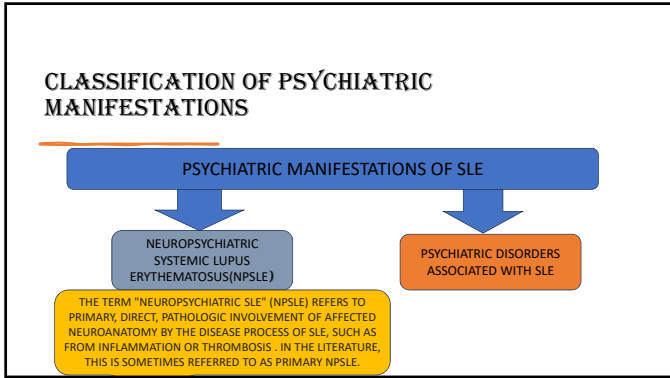 CLASSIFICATION OF PSYCHIATRIC
MANIFESTATIONS
PSYCHIATRIC MANIFESTATIONS OF SLE
NEUROPSYCHIATRIC
SYSTEMIC LUPUS
ERYTHEMATOSUS(NPSLE)
PSYCHIATRIC DISORDERS
ASSOCIATED WITH SLE
THE TERM "NEUROPSYCHIATRIC SLE" (NPSLE) REFERS TO
PRIMARY, DIRECT, PATHOLOGIC INVOLVEMENT OF AFFECTED
NEUROANATOMY BY THE DISEASE PROCESS OF SLE, SUCH AS
FROM INFLAMMATION OR THROMBOSIS . IN THE LITERATURE,
THIS IS SOMETIMES REFERRED TO AS PRIMARY NPSLE.